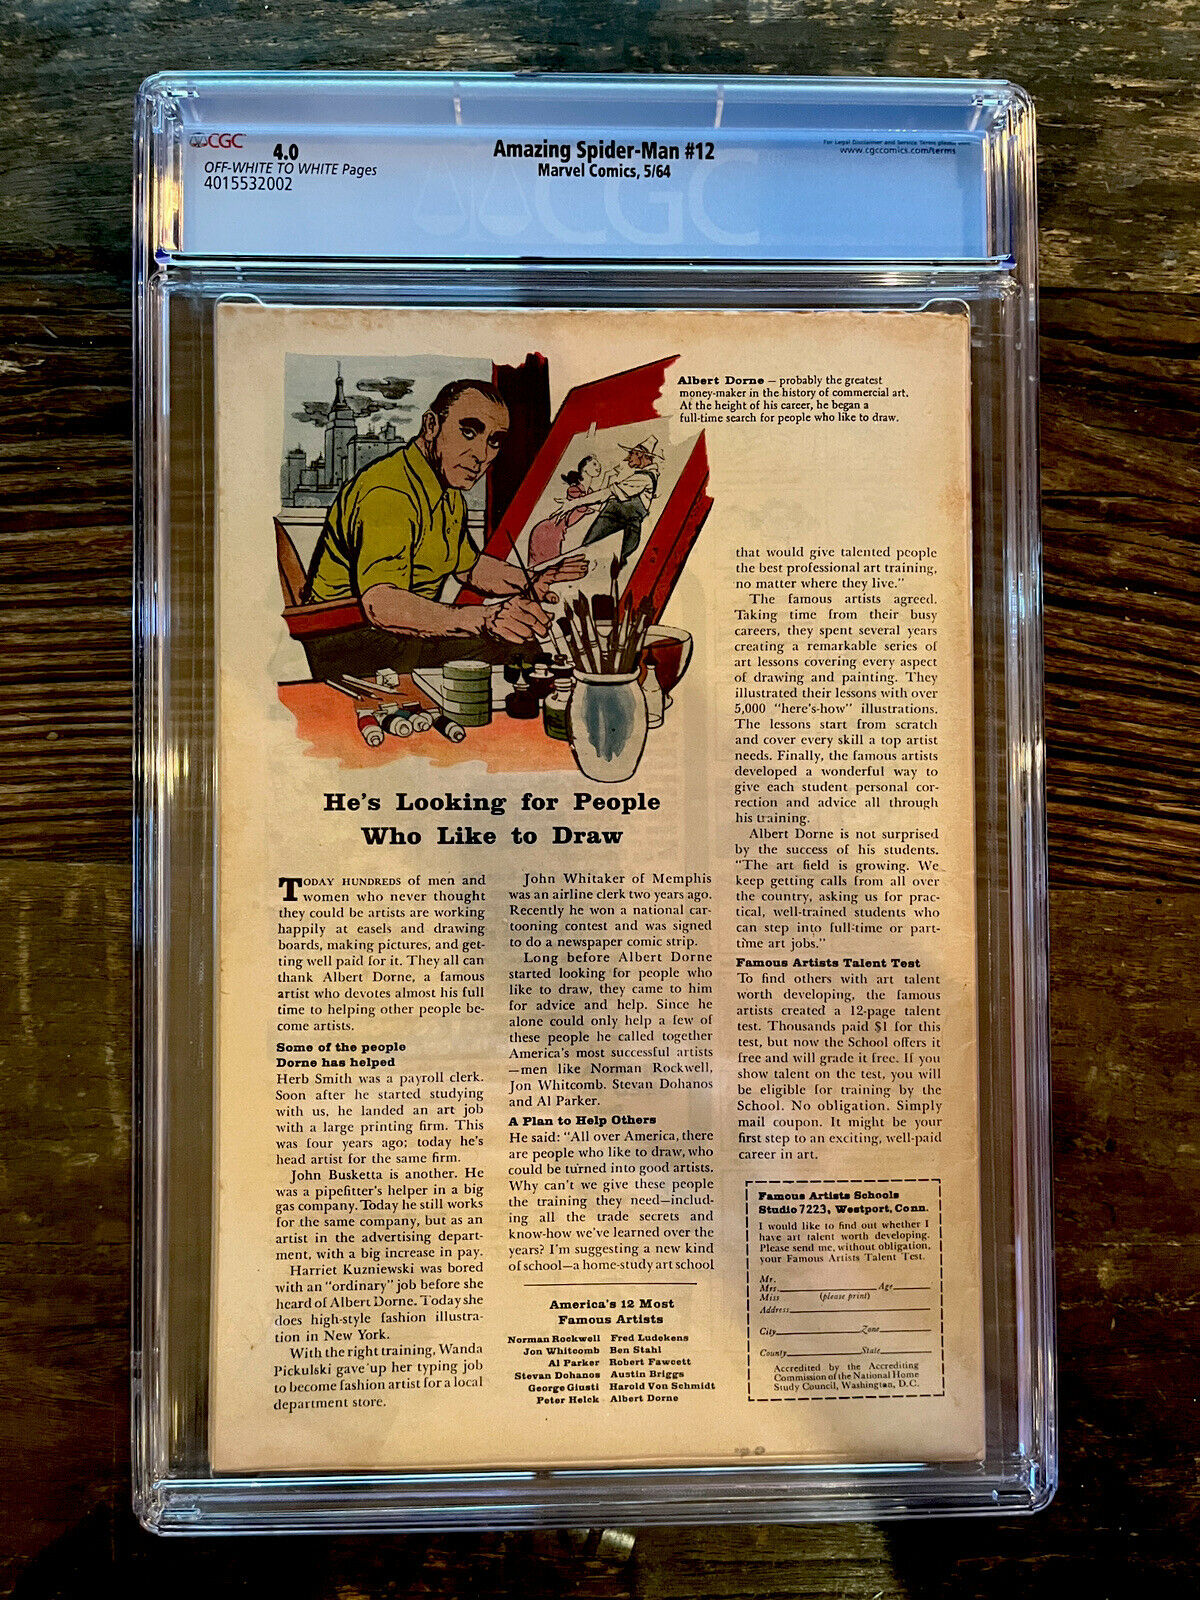 CGC
4.0
OFF-WHITE TO WHITE Pages
4015532002
Amazing Spider-Man #12
Marvel Comics, 5/64
For Legal Disclaimer and Service Terms please
www.cgccomics.com/terms
CGC
Albert Dorne — probably the greatest
money-maker in the history of commercial art.
At the height of his career, he began a
full-time search for people who like to draw.
He's Looking for People
Who Like to Draw
TODAY HUNDREDS of men and
women who never thought
they could be artists are working
happily at easels and drawing
boards, making pictures, and get-
ting well paid for it. They all can
thank Albert Dorne, a famous
artist who devotes almost his full
time to helping other people be-
come artists.
Some of the people
Dorne has helped
Herb Smith was a payroll clerk.
Soon after he started studying
with us, he landed an art job
with a large printing firm. This
was four years ago; today he's
head artist for the same firm.
John Busketta is another. He
was a pipefitter's helper in a big
gas company. Today he still works
for the same company, but as an
artist in the advertising depart-
ment, with a big increase in pay.
Harriet Kuzniewski was bored
with an "ordinary" job before she
heard of Albert Dorne. Today she
does high-style fashion illustra-
tion in New York.
With the right training, Wanda
Pickulski gave up her typing job
to become fashion artist for a local
department store.
John Whitaker of Memphis
was an airline clerk two years ago.
Recently he won a national car-
tooning contest and was signed
to do a newspaper comic strip.
Long before Albert Dorne
started looking for people who
like to draw, they came to him
for advice and help. Since he
alone could only help a few of
these people he called together
America's most successful artists
—men like Norman Rockwell,
Jon Whitcomb, Stevan Dohanos
and Al Parker.
A Plan to Help Others
He said: "All over America, there
are people who like to draw, who
could be turned into good artists.
Why can't we give these people
the training they need—includ-
ing all the trade secrets and
know-how we've learned over the
years? I'm suggesting a new kind
of school—a home-study art school
America's 12 Most
Famous Artists
Norman Rockwell Fred Ludekens
Jon Whitcomb Ben Stahl
Al Parker Robert Fawcett
Stevan Dohanos Austin Briggs
George Giusti Harold Von Schmidt
Peter Helck Albert Dorne
that would give talented people
the best professional art training,
no matter where they live."
The famous artists agreed.
Taking time from their busy
careers, they spent several years
creating a remarkable series of
art lessons covering every aspect
of drawing and painting. They
illustrated their lessons with over
5,000 "here's-how" illustrations.
The lessons start from scratch
and cover every skill a top artist
needs. Finally, the famous artists
developed a wonderful way to
give each student personal cor-
rection and advice all through
his training.
Albert Dorne is not surprised
by the success of his students.
"The art field is growing. We
keep getting calls from all over
the country, asking us for prac-
tical, well-trained students who
can step into full-time or part-
time art jobs."
Famous Artists Talent Test
To find others with art talent
worth developing, the famous
artists created a 12-page talent
test. Thousands paid $1 for this
test, but now the School offers it
free and will grade it free. If you
show talent on the test, you will
be eligible for training by the
School. No obligation. Simply
mail coupon. It might be your
first step to an exciting, well-paid
career in art.
Famous Artists Schools
Studio 7223, Westport, Conn.
I would like to find out whether I
have art talent worth developing.
Please send me, without obligation,
your Famous Artists Talent Test.
Mr.
Mrs. Age
Miss (please print)
Address
City Zone
County State
Accredited by the Accrediting
Commission of the National Home
Study Council, Washington, D.C.